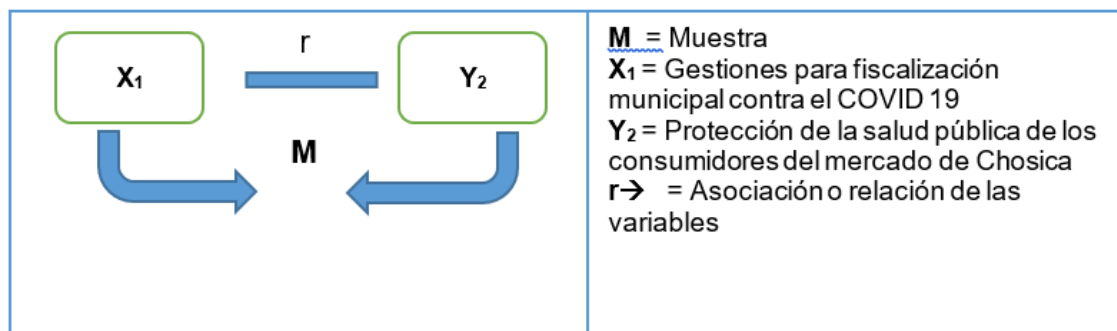 r
X₁
Y₂
M
M = Muestra
X₁ = Gestiones para fiscalización
municipal contra el COVID 19
Y₂ = Protección de la salud pública de los
consumidores del mercado de Chosica
r→ = Asociación o relación de las
variables